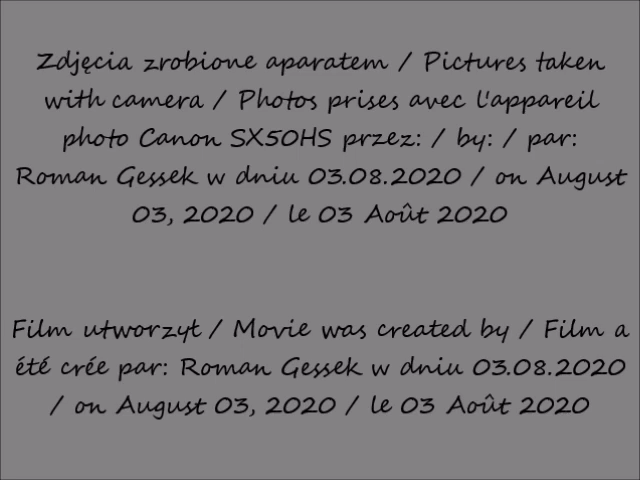 Zdjęcia zrobione aparatem / Pictures taken
with camera / Photos prises avec l'appareil
photo Canon SX50HS przez: / by: / par:
Roman Gessek w dniu 03.08.2020 / on August
03, 2020 / le 03 Août 2020
Film utworzył / Movie was created by / Film a
été crée par: Roman Gessek w dniu 03.08.2020
/ on August 03, 2020 / le 03 Août 2020